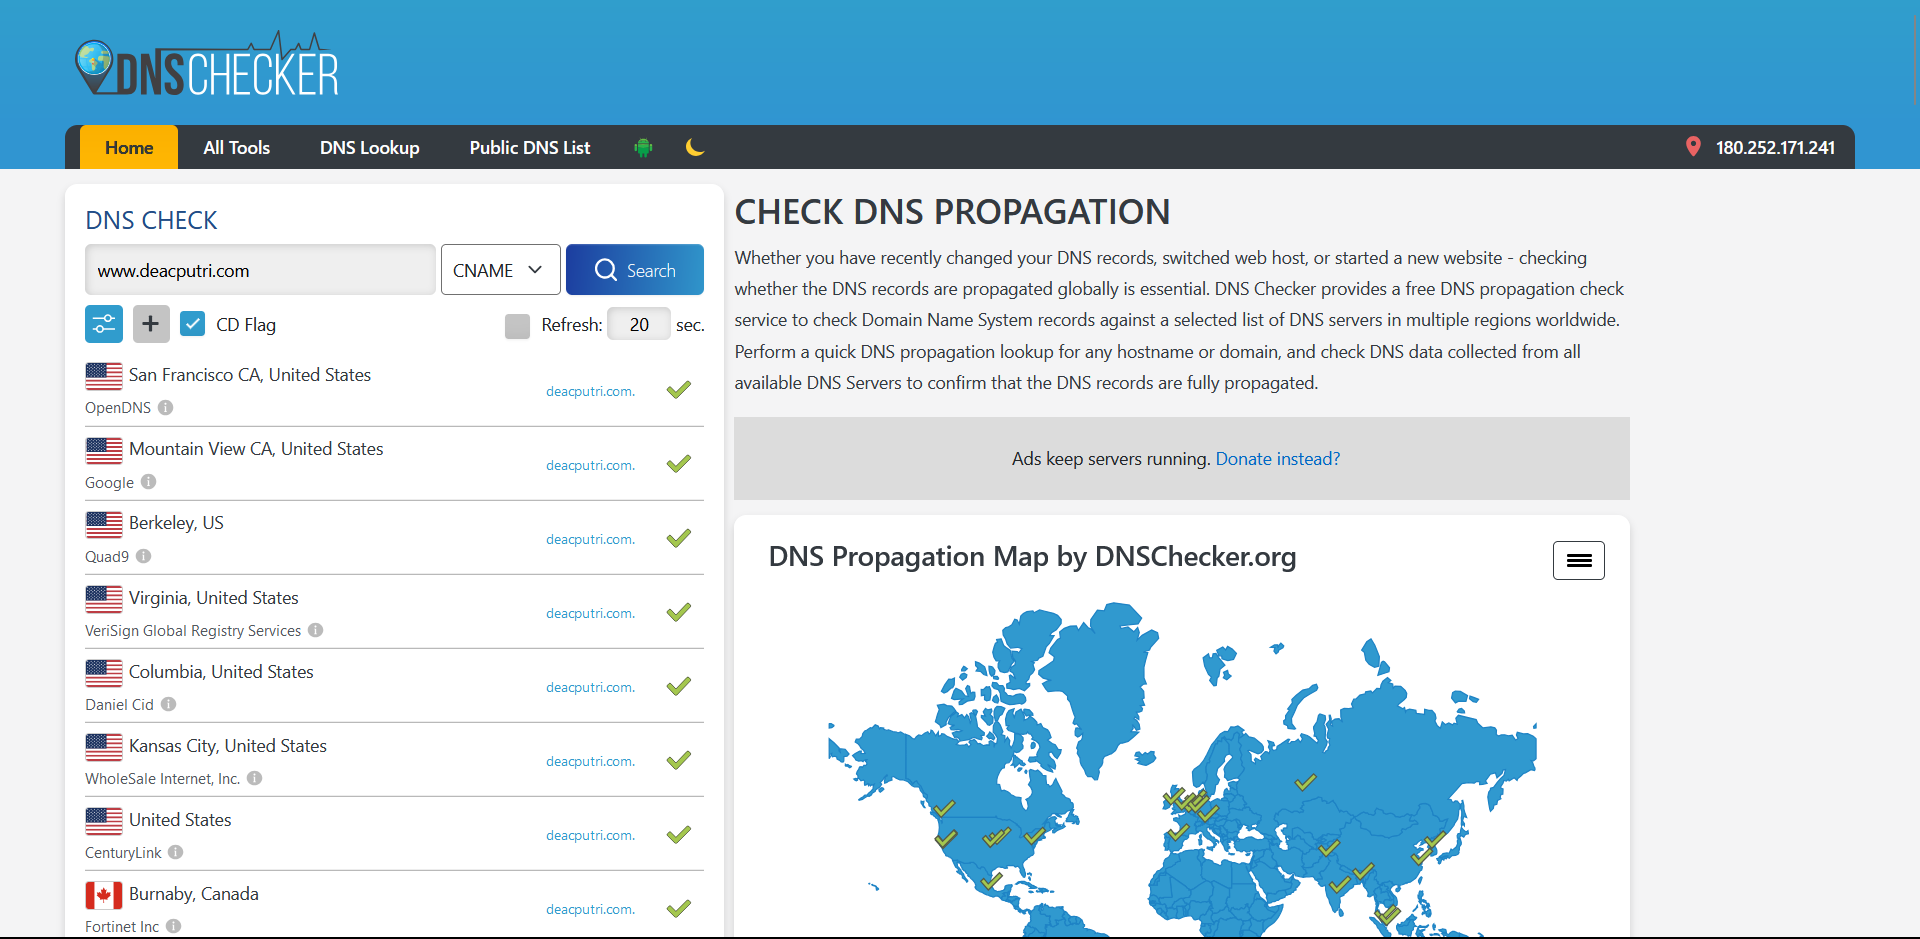 DNSCHECKER
Home
All Tools
DNS Lookup
Public DNS List
180.252.171.241
DNS CHECK
www.deacputri.com
CNAME
Search
CD Flag
Refresh: 20 sec.
San Francisco CA, United States
OpenDNS
deacputri.com.
Mountain View CA, United States
Google
deacputri.com.
Berkeley, US
Quad9
deacputri.com.
Virginia, United States
VeriSign Global Registry Services
deacputri.com.
Columbia, United States
Daniel Cid
deacputri.com.
Kansas City, United States
WholeSale Internet, Inc.
deacputri.com.
United States
CenturyLink
deacputri.com.
Burnaby, Canada
Fortinet Inc
deacputri.com.
CHECK DNS PROPAGATION
Whether you have recently changed your DNS records, switched web host, or started a new website - checking
whether the DNS records are propagated globally is essential. DNS Checker provides a free DNS propagation check
service to check Domain Name System records against a selected list of DNS servers in multiple regions worldwide.
Perform a quick DNS propagation lookup for any hostname or domain, and check DNS data collected from all
available DNS Servers to confirm that the DNS records are fully propagated.
Ads keep servers running. Donate instead?
DNS Propagation Map by DNSChecker.org